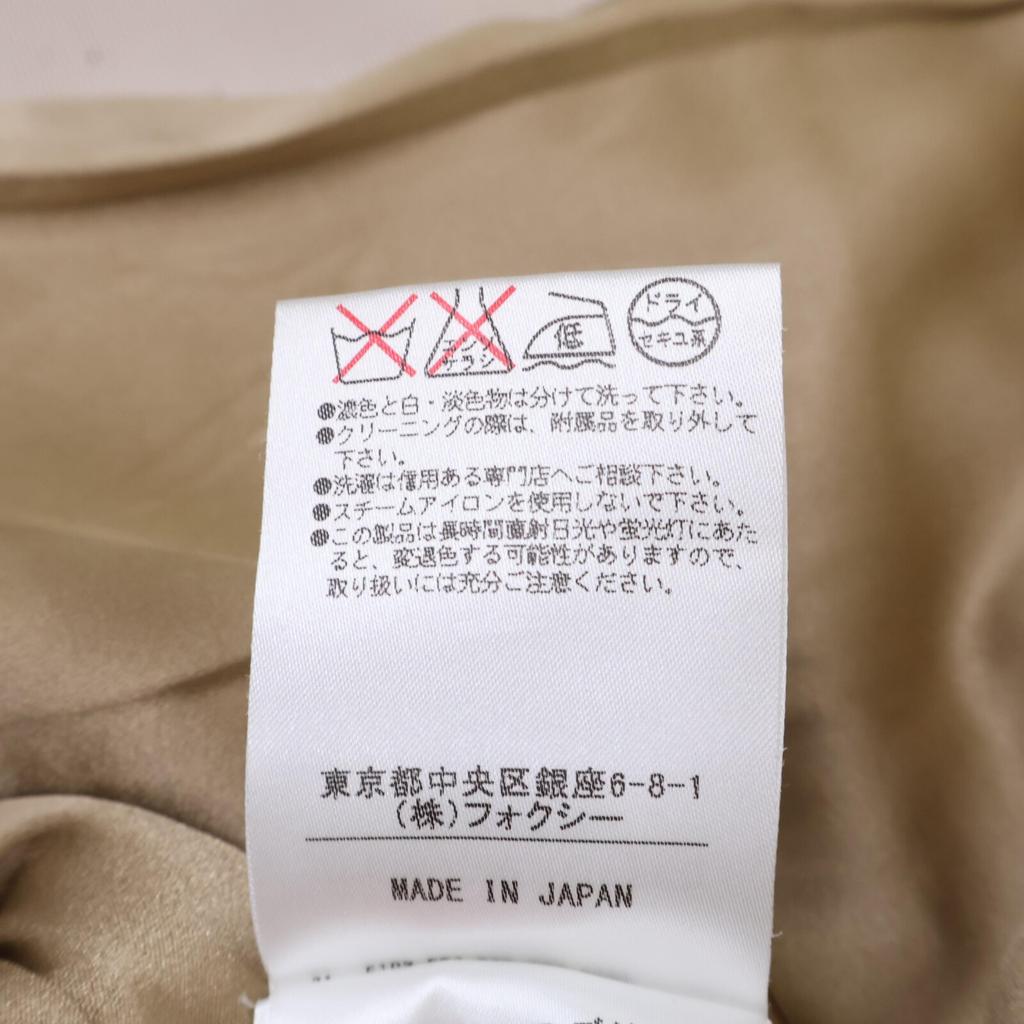 エンソ
サラシ
低
ドライ
セキユ系
●濃色と白・淡色物は分けて洗って下さい。
●クリーニングの際は、附属品を取り外して
下さい。
●洗濯は信用ある専門店へご相談下さい。
●スチームアイロンを使用しないで下さい。
●この製品は長時間直射日光や蛍光灯にあた
ると、変退色する可能性がありますので、
取り扱いには充分ご注意ください。
東京都中央区銀座6-8-1
(株)フォクシー
MADE IN JAPAN